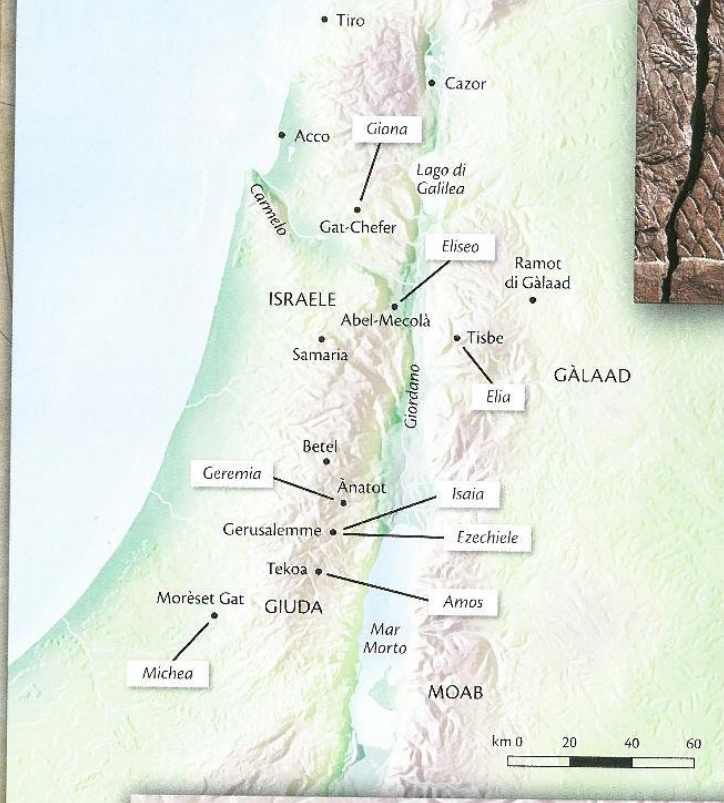 Tiro
Cazor
Giona
Acco
Lago di
Galilea
Carmelo
Gat-Chefer
Eliseo
Ramot
di Gàlaad
ISRAELE
Abel-Mecolà
Tisbe
Samaria
GÀLAAD
Elia
Giordano
Betel
Geremia
Ànatot
Isaia
Gerusalemme
Ezechiele
Tekoa
Amos
Morèset Gat
GIUDA
Mar
Morto
Michea
MOAB
km 0 20 40 60